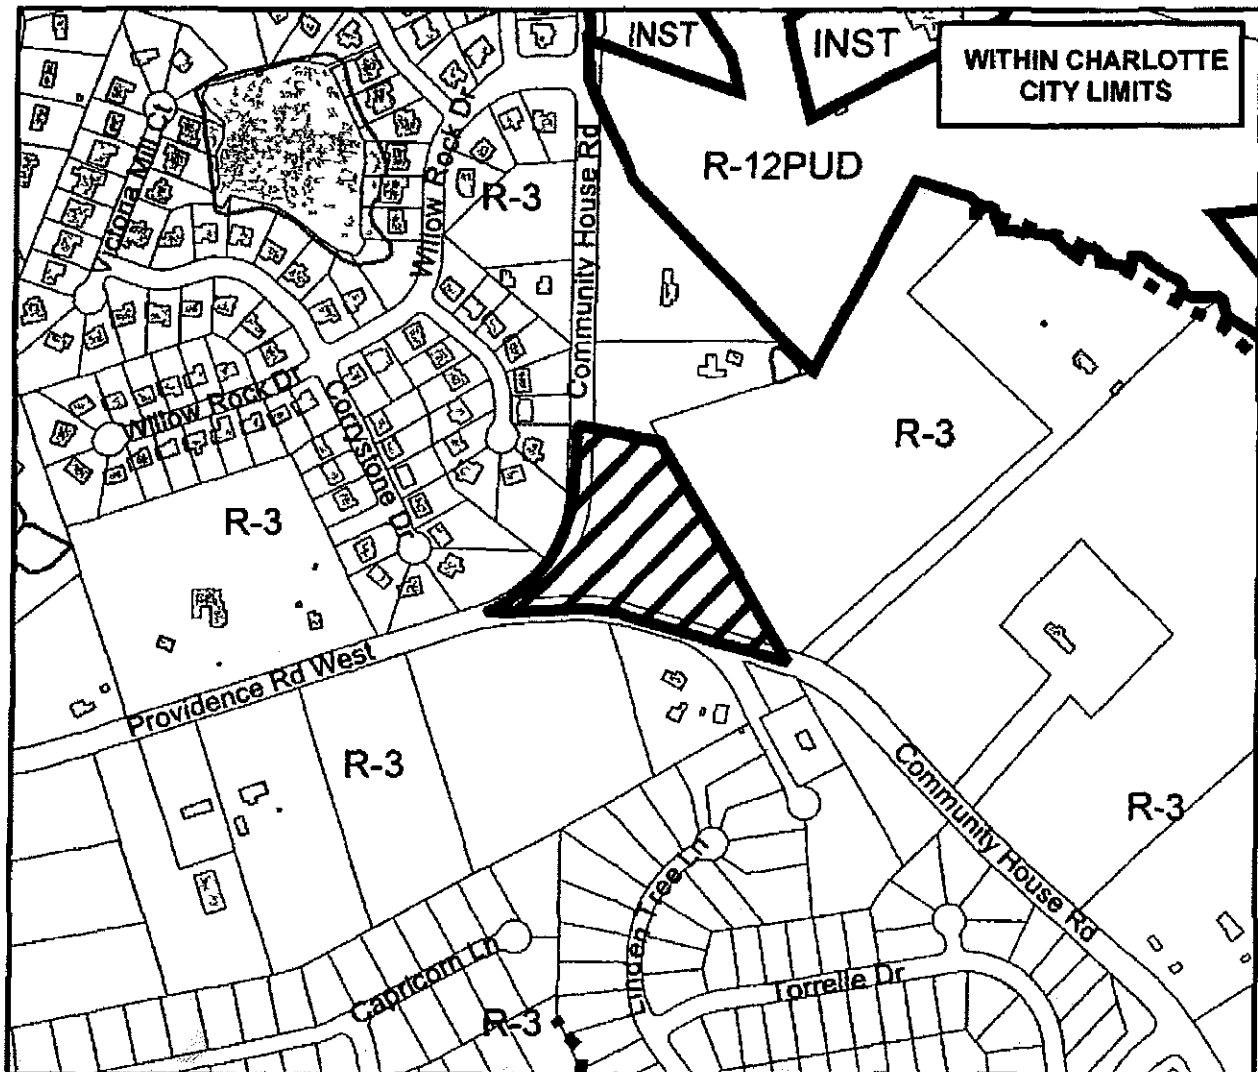 INST
INST
WITHIN CHARLOTTE
CITY LIMITS
Victoria Mill Ct
Willow Rock Dr
R-3
Community House Rd
R-12PUD
Willow Rock Dr
Corrystone Dr
R-3
R-3
Providence Rd West
R-3
Community House Rd
R-3
Linden Tree Ln
Capricorn Ln
Torrelle Dr
R-3